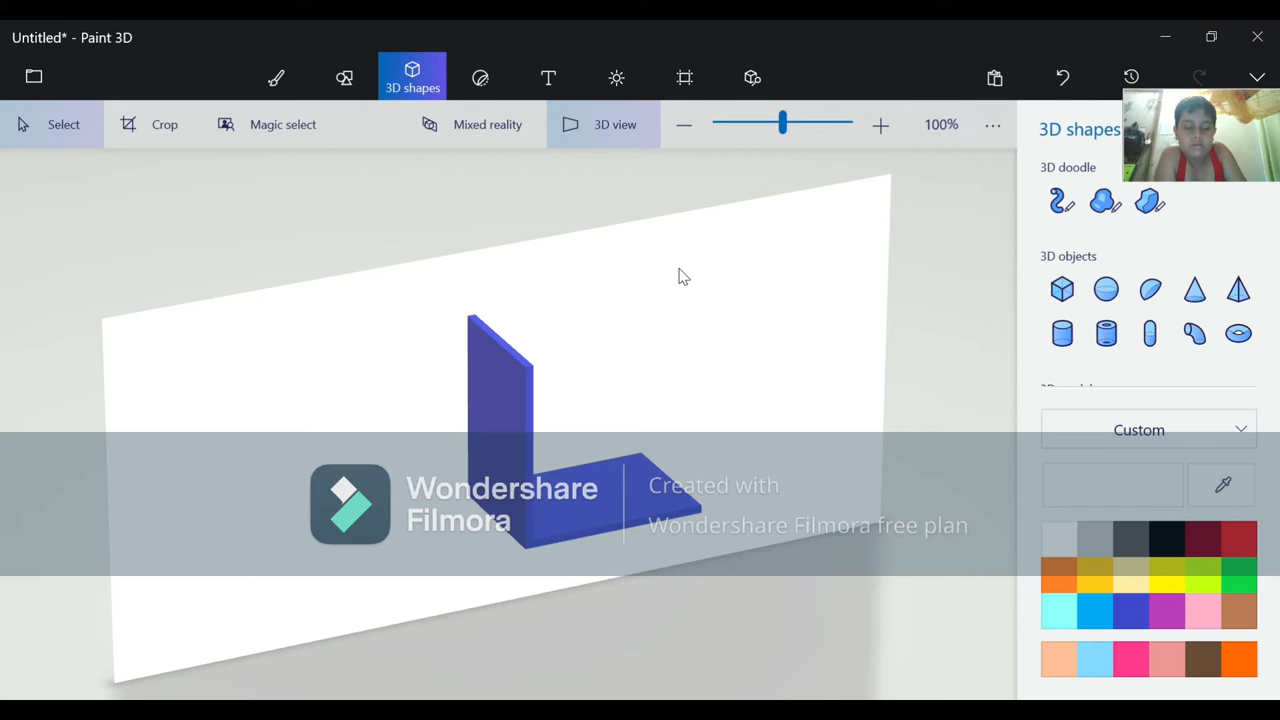 Untitled* - Paint 3D
3D shapes
Select
Crop
Magic select
Mixed reality
3D view
100%
3D shapes
3D doodle
3D objects
Custom
Wondershare
Filmora
Created with
Wondershare Filmora free plan